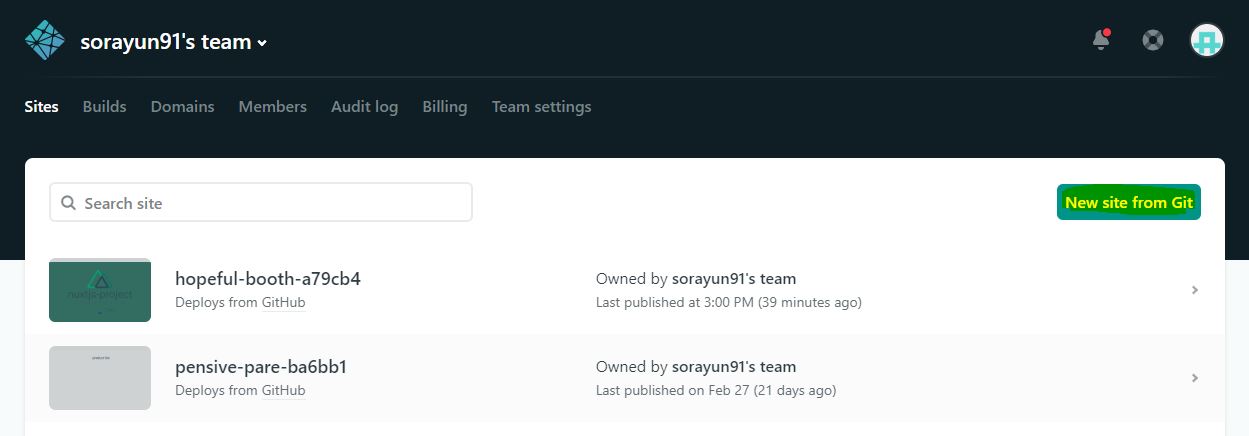 sorayun91's team
Sites Builds Domains Members Audit log Billing Team settings
Search site
New site from Git
nuxtjs-project
hopeful-booth-a79cb4
Deploys from GitHub
Owned by sorayun91's team
Last published at 3:00 PM (39 minutes ago)
pensive-pare-ba6bb1
Deploys from GitHub
Owned by sorayun91's team
Last published on Feb 27 (21 days ago)